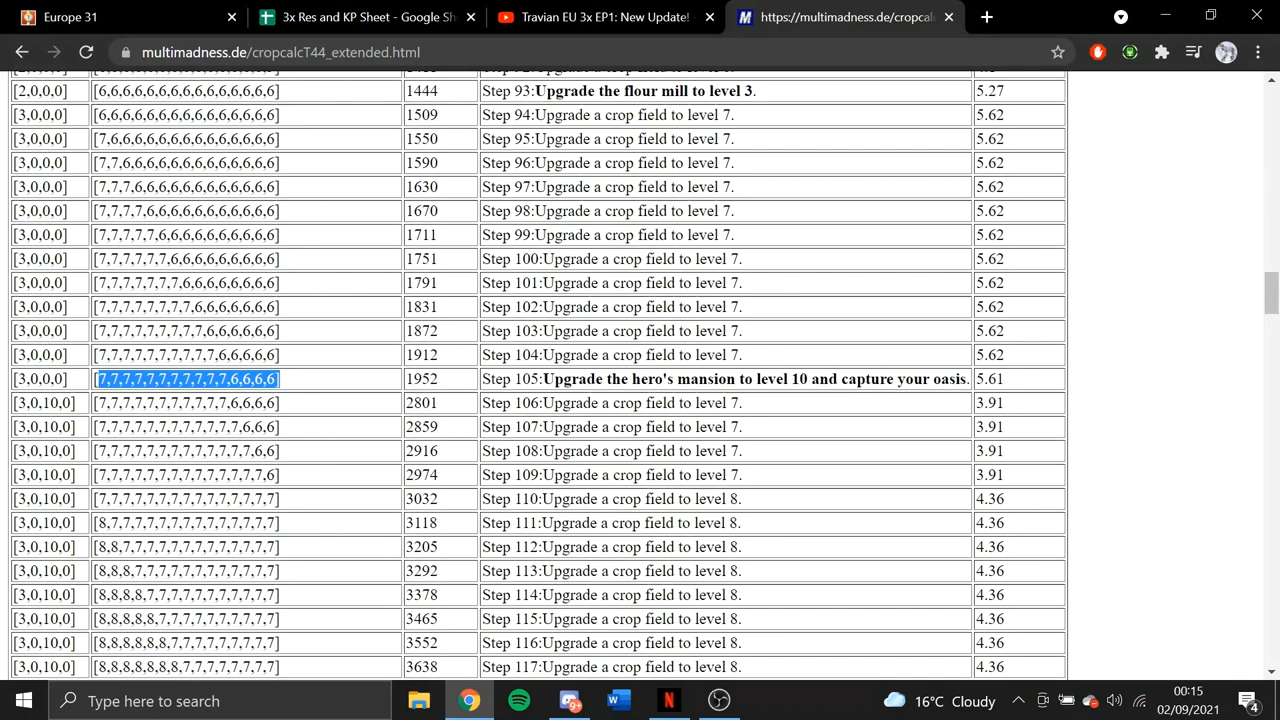 Europe 31
3x Res and KP Sheet - Google Sh
Travian EU 3x EP1: New Update! -
https://multimadness.de/cropcalc
multimadness.de/cropcalcT44_extended.html
[2,0,0,0] [6,6,6,6,6,6,6,6,6,6,6,6,6,6,6] 1444 Step 93:Upgrade the flour mill to level 3. 5.27
[3,0,0,0] [6,6,6,6,6,6,6,6,6,6,6,6,6,6,6] 1509 Step 94:Upgrade a crop field to level 7. 5.62
[3,0,0,0] [7,6,6,6,6,6,6,6,6,6,6,6,6,6,6] 1550 Step 95:Upgrade a crop field to level 7. 5.62
[3,0,0,0] [7,7,6,6,6,6,6,6,6,6,6,6,6,6,6] 1590 Step 96:Upgrade a crop field to level 7. 5.62
[3,0,0,0] [7,7,7,6,6,6,6,6,6,6,6,6,6,6,6] 1630 Step 97:Upgrade a crop field to level 7. 5.62
[3,0,0,0] [7,7,7,7,6,6,6,6,6,6,6,6,6,6,6] 1670 Step 98:Upgrade a crop field to level 7. 5.62
[3,0,0,0] [7,7,7,7,7,6,6,6,6,6,6,6,6,6,6] 1711 Step 99:Upgrade a crop field to level 7. 5.62
[3,0,0,0] [7,7,7,7,7,7,6,6,6,6,6,6,6,6,6] 1751 Step 100:Upgrade a crop field to level 7. 5.62
[3,0,0,0] [7,7,7,7,7,7,7,6,6,6,6,6,6,6,6] 1791 Step 101:Upgrade a crop field to level 7. 5.62
[3,0,0,0] [7,7,7,7,7,7,7,7,6,6,6,6,6,6,6] 1831 Step 102:Upgrade a crop field to level 7. 5.62
[3,0,0,0] [7,7,7,7,7,7,7,7,7,6,6,6,6,6,6] 1872 Step 103:Upgrade a crop field to level 7. 5.62
[3,0,0,0] [7,7,7,7,7,7,7,7,7,7,6,6,6,6,6] 1912 Step 104:Upgrade a crop field to level 7. 5.62
[3,0,0,0] [7,7,7,7,7,7,7,7,7,7,7,6,6,6,6] 1952 Step 105:Upgrade the hero's mansion to level 10 and capture your oasis. 5.61
[3,0,10,0] [7,7,7,7,7,7,7,7,7,7,7,6,6,6,6] 2801 Step 106:Upgrade a crop field to level 7. 3.91
[3,0,10,0] [7,7,7,7,7,7,7,7,7,7,7,7,6,6,6] 2859 Step 107:Upgrade a crop field to level 7. 3.91
[3,0,10,0] [7,7,7,7,7,7,7,7,7,7,7,7,7,6,6] 2916 Step 108:Upgrade a crop field to level 7. 3.91
[3,0,10,0] [7,7,7,7,7,7,7,7,7,7,7,7,7,7,6] 2974 Step 109:Upgrade a crop field to level 7. 3.91
[3,0,10,0] [7,7,7,7,7,7,7,7,7,7,7,7,7,7,7] 3032 Step 110:Upgrade a crop field to level 8. 4.36
[3,0,10,0] [8,7,7,7,7,7,7,7,7,7,7,7,7,7,7] 3118 Step 111:Upgrade a crop field to level 8. 4.36
[3,0,10,0] [8,8,7,7,7,7,7,7,7,7,7,7,7,7,7] 3205 Step 112:Upgrade a crop field to level 8. 4.36
[3,0,10,0] [8,8,8,7,7,7,7,7,7,7,7,7,7,7,7] 3292 Step 113:Upgrade a crop field to level 8. 4.36
[3,0,10,0] [8,8,8,8,7,7,7,7,7,7,7,7,7,7,7] 3378 Step 114:Upgrade a crop field to level 8. 4.36
[3,0,10,0] [8,8,8,8,8,7,7,7,7,7,7,7,7,7,7] 3465 Step 115:Upgrade a crop field to level 8. 4.36
[3,0,10,0] [8,8,8,8,8,8,7,7,7,7,7,7,7,7,7] 3552 Step 116:Upgrade a crop field to level 8. 4.36
[3,0,10,0] [8,8,8,8,8,8,8,7,7,7,7,7,7,7,7] 3638 Step 117:Upgrade a crop field to level 8. 4.36
Type here to search
16°C Cloudy
00:15
02/09/2021
4